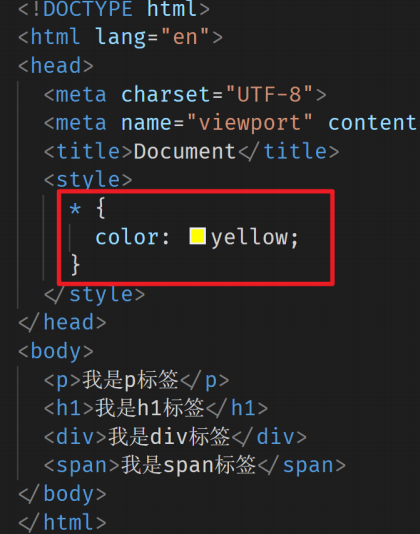 <!DOCTYPE html>
<html lang="en">
<head>
<meta charset="UTF-8">
<meta name="viewport" content
<title>Document</title>
<style>
* {
color: yellow;
}
</style>
</head>
<body>
<p>我是p标签</p>
<h1>我是h1标签</h1>
<div>我是div标签</div>
<span>我是span标签</span>
</body>
</html>